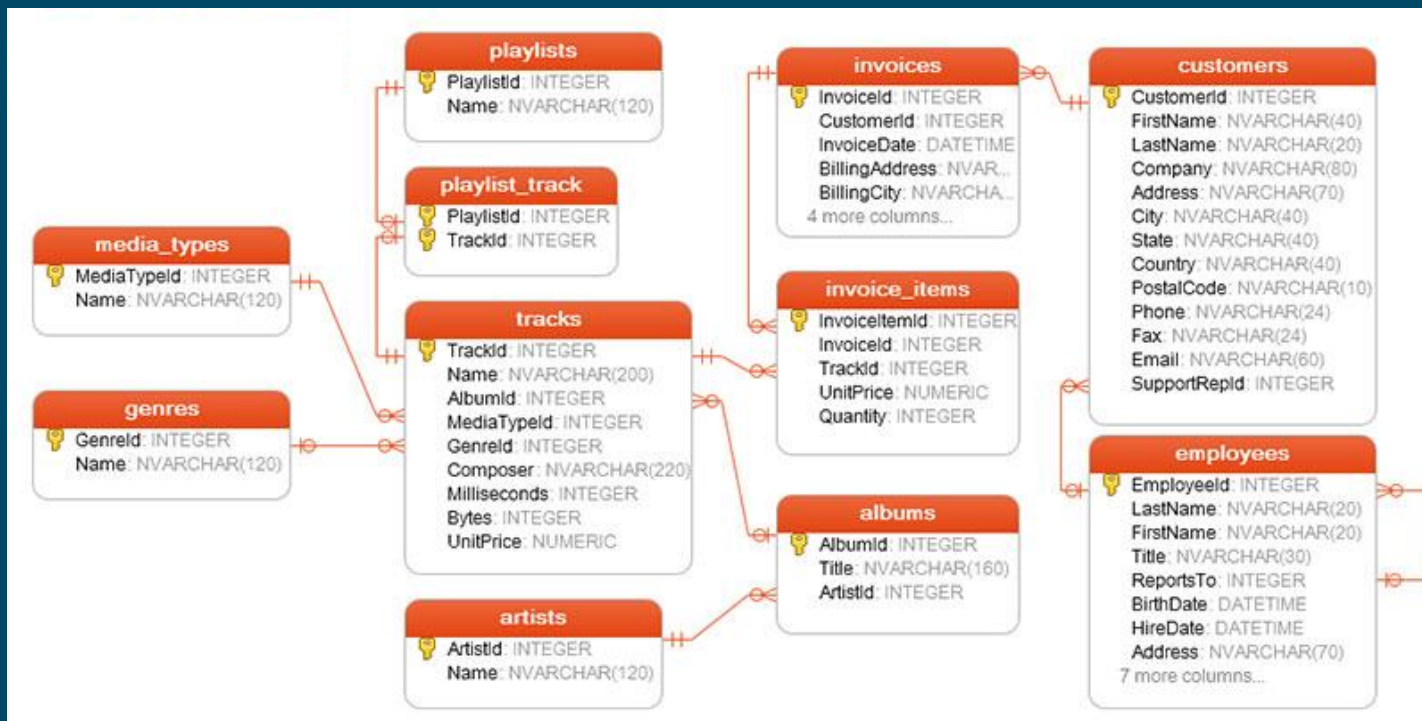 playlists
PlaylistId: INTEGER
Name: NVARCHAR(120)
playlist_track
PlaylistId: INTEGER
TrackId: INTEGER
media_types
MediaTypeId: INTEGER
Name: NVARCHAR(120)
genres
GenreId: INTEGER
Name: NVARCHAR(120)
tracks
TrackId: INTEGER
Name: NVARCHAR(200)
AlbumId: INTEGER
MediaTypeId: INTEGER
GenreId: INTEGER
Composer: NVARCHAR(220)
Milliseconds: INTEGER
Bytes: INTEGER
UnitPrice: NUMERIC
artists
ArtistId: INTEGER
Name: NVARCHAR(120)
invoices
InvoiceId: INTEGER
CustomerId: INTEGER
InvoiceDate: DATETIME
BillingAddress: NVAR...
BillingCity: NVARCHA...
4 more columns...
invoice_items
InvoiceItemId: INTEGER
InvoiceId: INTEGER
TrackId: INTEGER
UnitPrice: NUMERIC
Quantity: INTEGER
albums
AlbumId: INTEGER
Title: NVARCHAR(160)
ArtistId: INTEGER
customers
CustomerId: INTEGER
FirstName: NVARCHAR(40)
LastName: NVARCHAR(20)
Company: NVARCHAR(80)
Address: NVARCHAR(70)
City: NVARCHAR(40)
State: NVARCHAR(40)
Country: NVARCHAR(40)
PostalCode: NVARCHAR(10)
Phone: NVARCHAR(24)
Fax: NVARCHAR(24)
Email: NVARCHAR(60)
SupportRepId: INTEGER
employees
EmployeeId: INTEGER
LastName: NVARCHAR(20)
FirstName: NVARCHAR(20)
Title: NVARCHAR(30)
ReportsTo: INTEGER
BirthDate: DATETIME
HireDate: DATETIME
Address: NVARCHAR(70)
7 more columns...